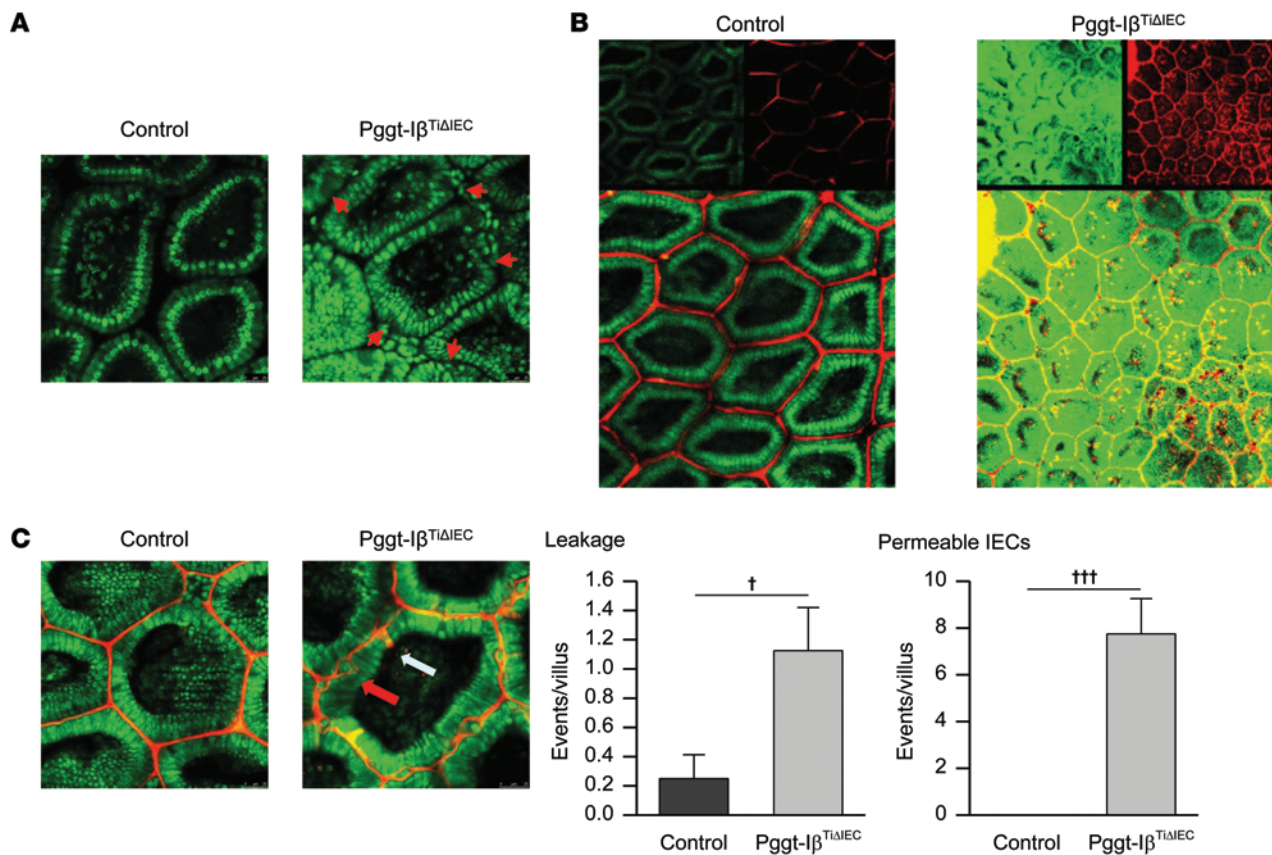 A
Control
Pggt-Iβ^TiΔIEC
B
Control
Pggt-Iβ^TiΔIEC
C
Control
Pggt-Iβ^TiΔIEC
Leakage
†
Events/villus
1.6
1.4
1.2
1.0
0.8
0.6
0.4
0.2
0.0
Control
Pggt-Iβ^TiΔIEC
Permeable IECs
†††
Events/villus
10
8
6
4
2
0
Control
Pggt-Iβ^TiΔIEC